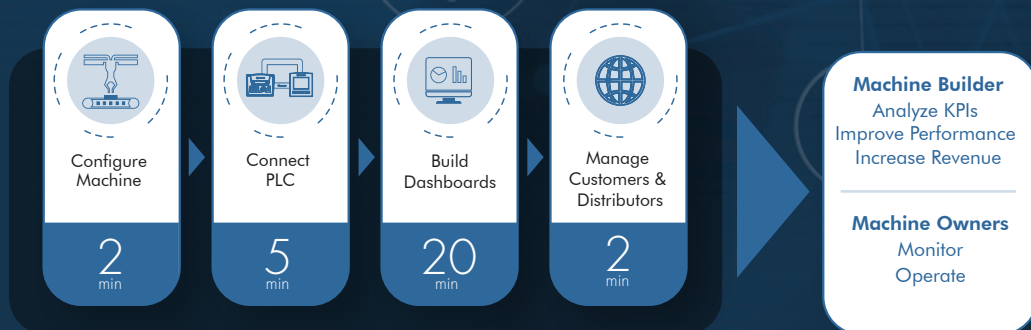 Configure
Machine
2
min
Connect
PLC
5
min
Build
Dashboards
20
min
Manage
Customers &
Distributors
2
min
Machine Builder
Analyze KPIs
Improve Performance
Increase Revenue
Machine Owners
Monitor
Operate